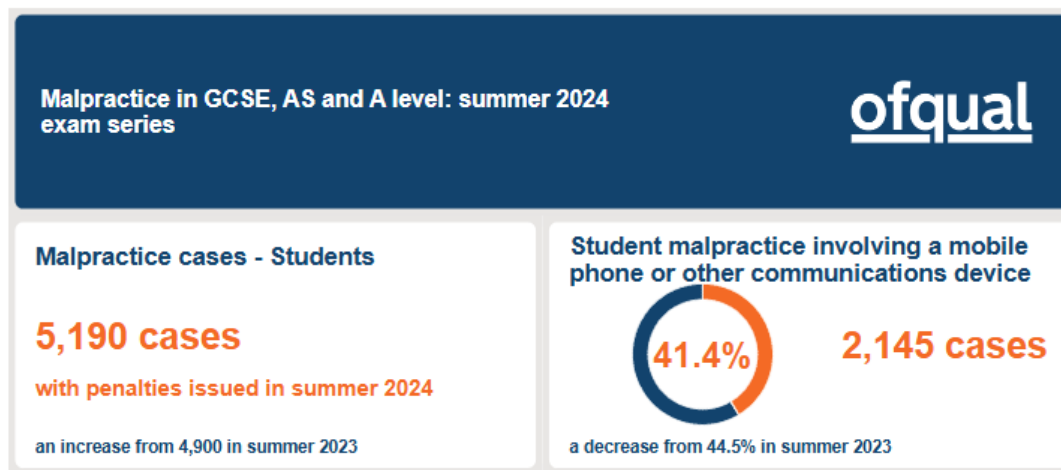 Malpractice in GCSE, AS and A level: summer 2024
exam series
ofqual
Malpractice cases - Students
5,190 cases
with penalties issued in summer 2024
an increase from 4,900 in summer 2023
Student malpractice involving a mobile
phone or other communications device
41.4%
2,145 cases
a decrease from 44.5% in summer 2023